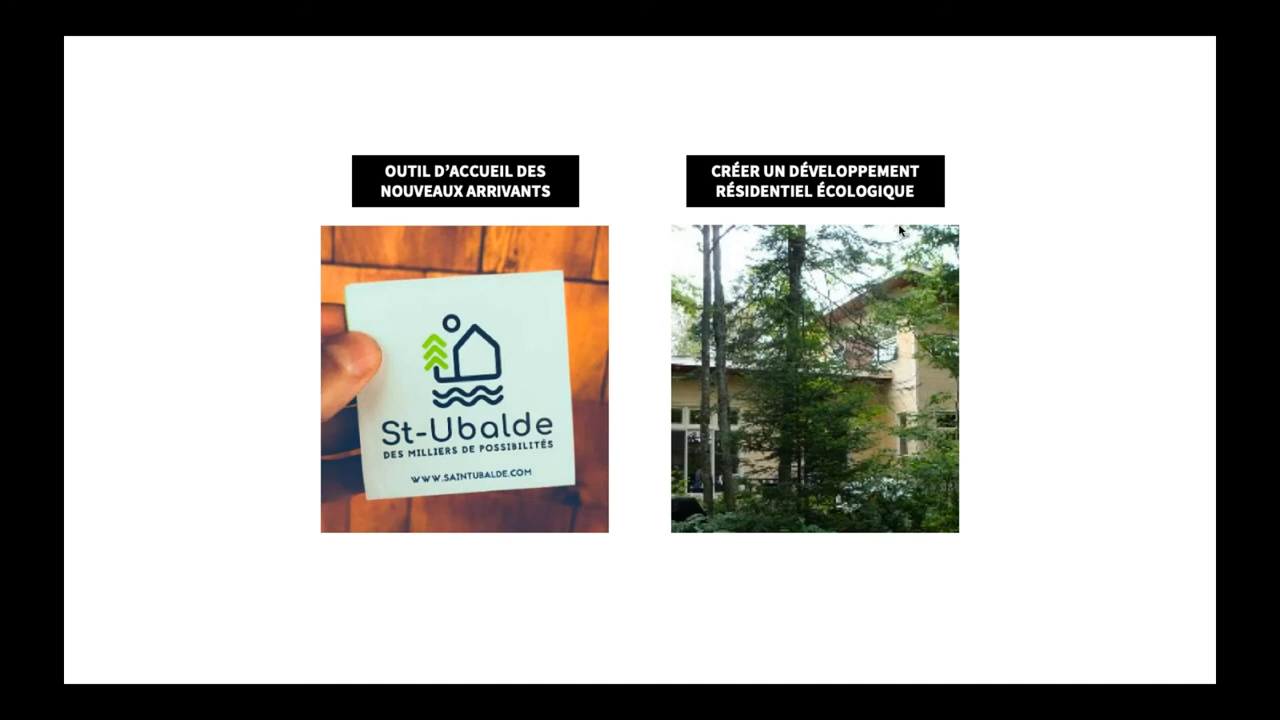 OUTIL D'ACCUEIL DES
NOUVEAUX ARRIVANTS
CRÉER UN DÉVELOPPEMENT
RÉSIDENTIEL ÉCOLOGIQUE
St-Ubalde
DES MILLIERS DE POSSIBILITÉS
WWW.SAINTUBALDE.COM